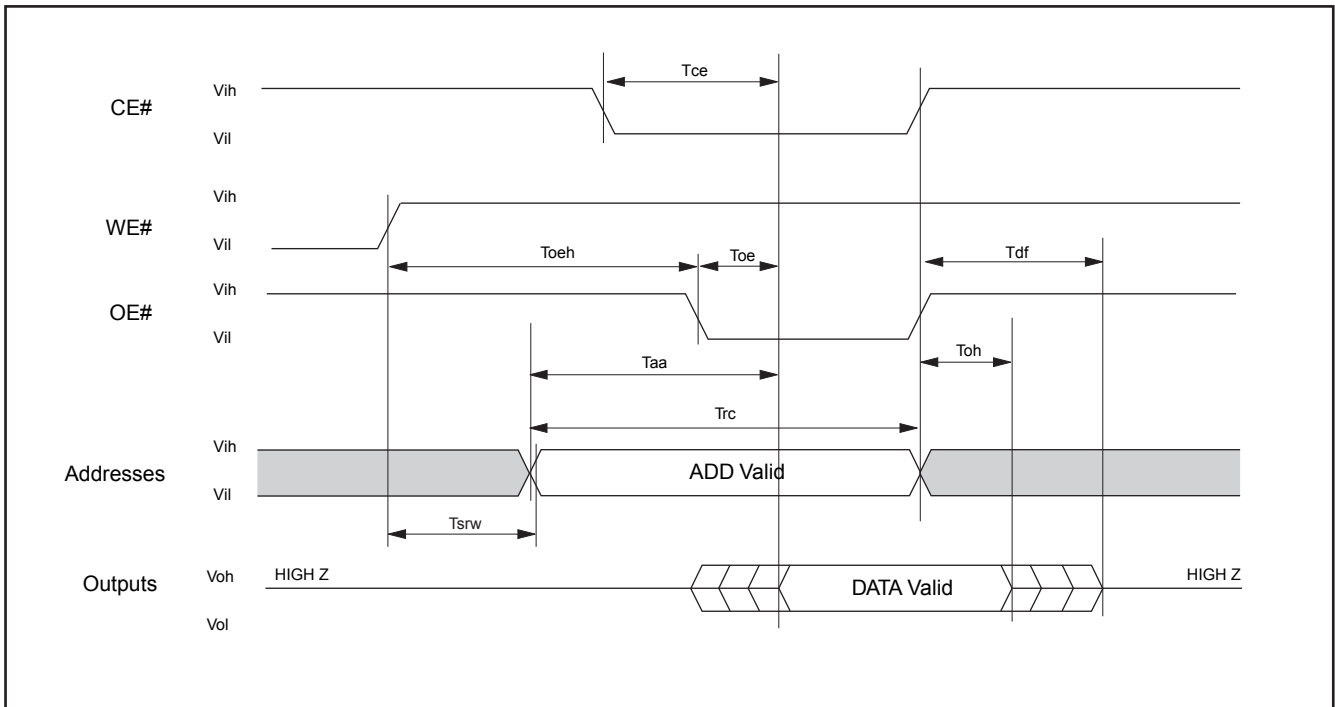 Tce
Vih
CE#
Vil
Vih
WE#
Vil
Toeh
Toe
Tdf
Vih
OE#
Vil
Toh
Taa
Trc
Vih
Addresses
ADD Valid
Vil
Tsrw
Outputs
Voh
HIGH Z
DATA Valid
HIGH Z
Vol